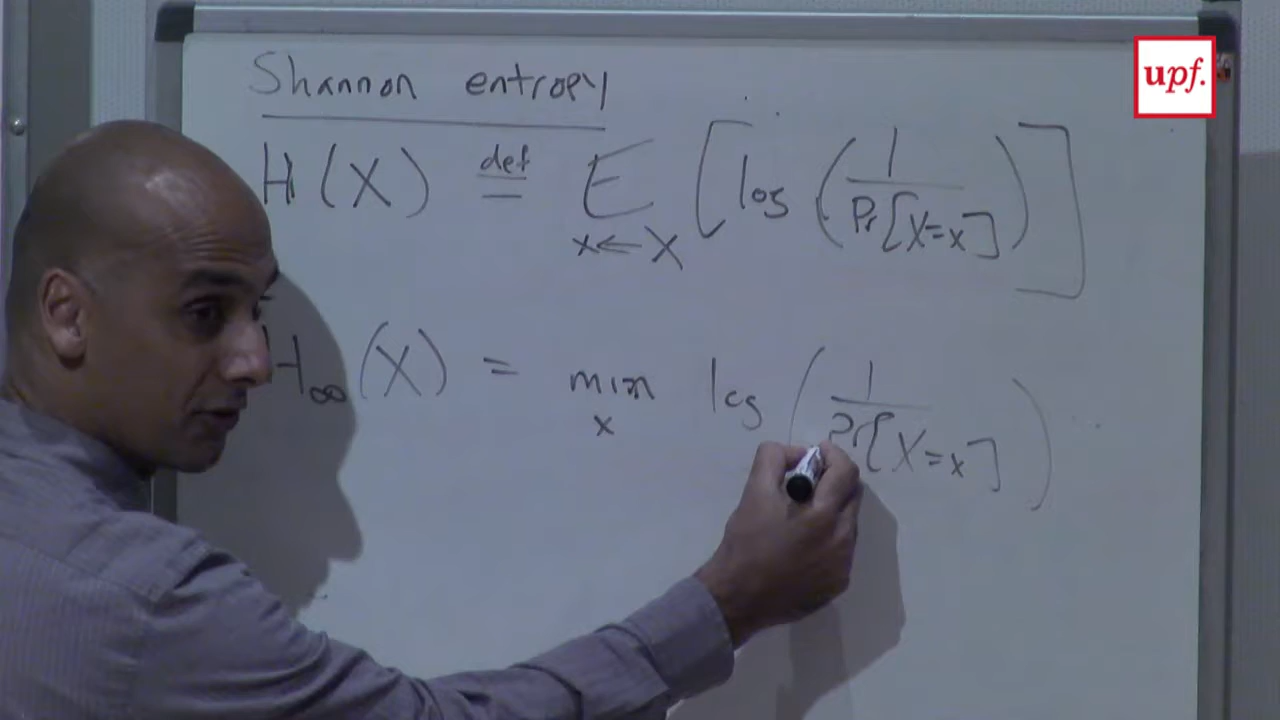 Shannon entropy
H(X) def= E x←X [log(1/Pr[X=x])]
H∞(X) = min x log(1/Pr[X=x])
upf.